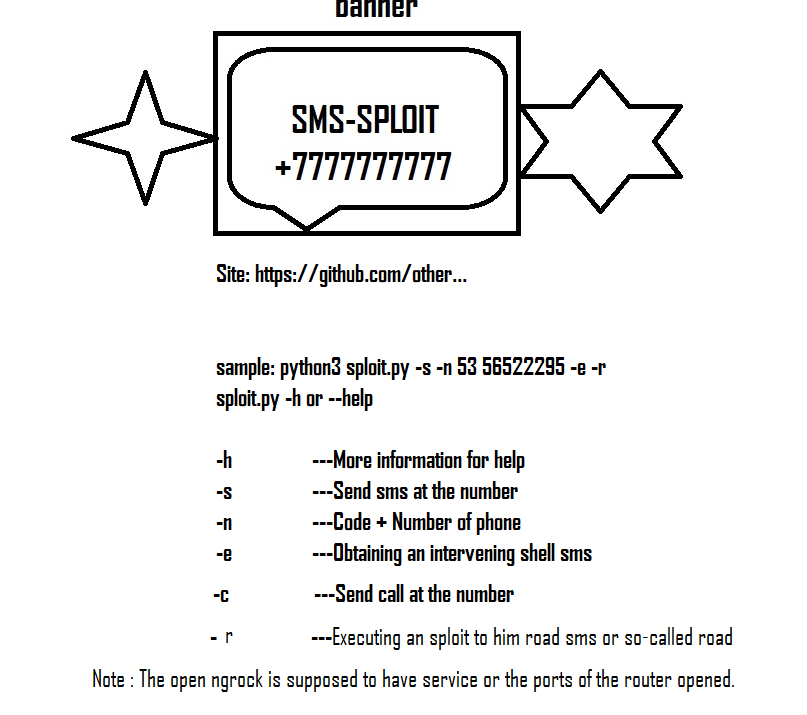 banner
SMS-SPLOIT
+7777777777
Site: https://github.com/other...
sample: python3 sploit.py -s -n 53 56522295 -e -r
sploit.py -h or --help
-h ---More information for help
-s ---Send sms at the number
-n ---Code + Number of phone
-e ---Obtaining an intervening shell sms
-c ---Send call at the number
- r ---Executing an sploit to him road sms or so-called road
Note : The open ngrock is supposed to have service or the ports of the router opened.